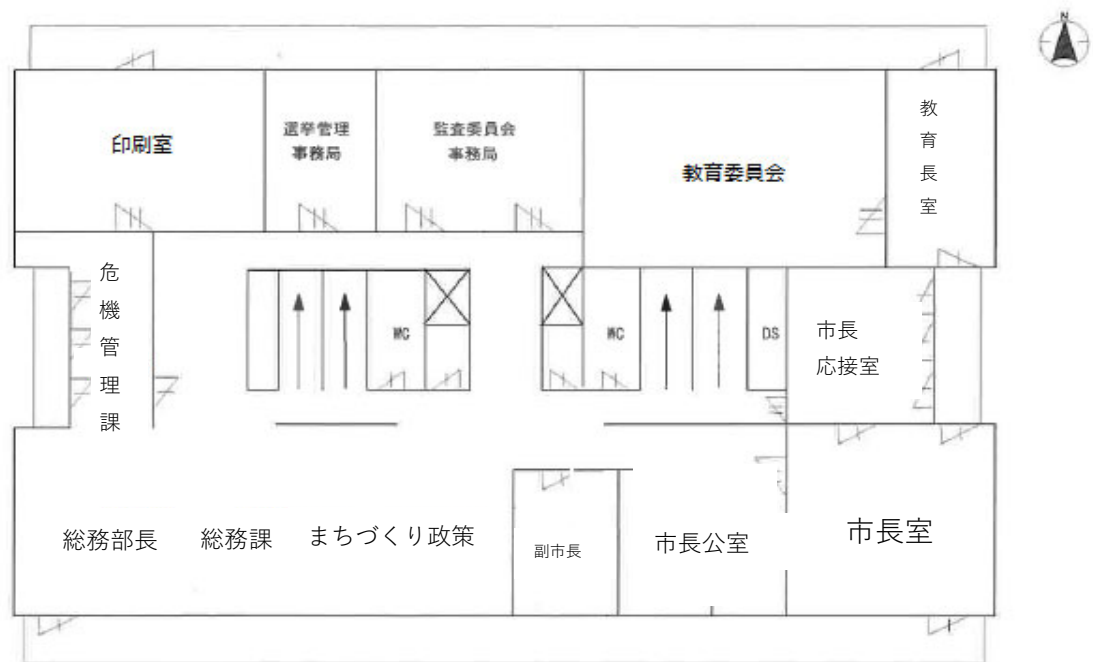 N
印刷室
選挙管理
事務局
監査委員会
事務局
教育委員会
教育長室
危機管理課
WC
WC
DS
市長
応接室
総務部長
総務課
まちづくり政策
副市長
市長公室
市長室